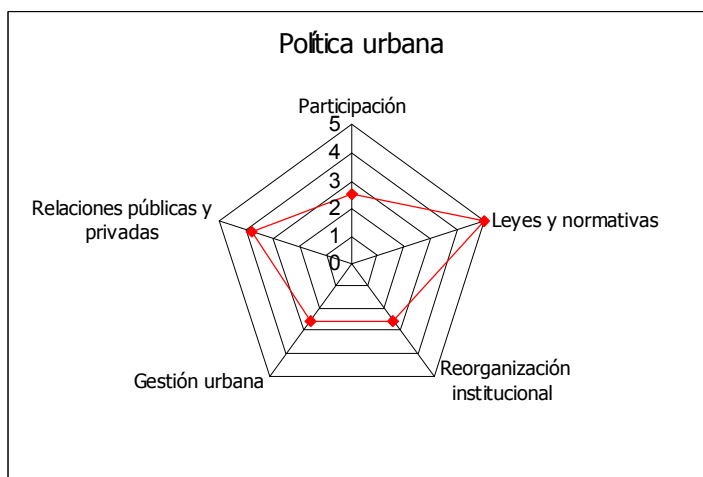 Política urbana
Participación
5
4
3
2
1
0
Relaciones públicas y
privadas
Leyes y normativas
Gestión urbana
Reorganización
institucional